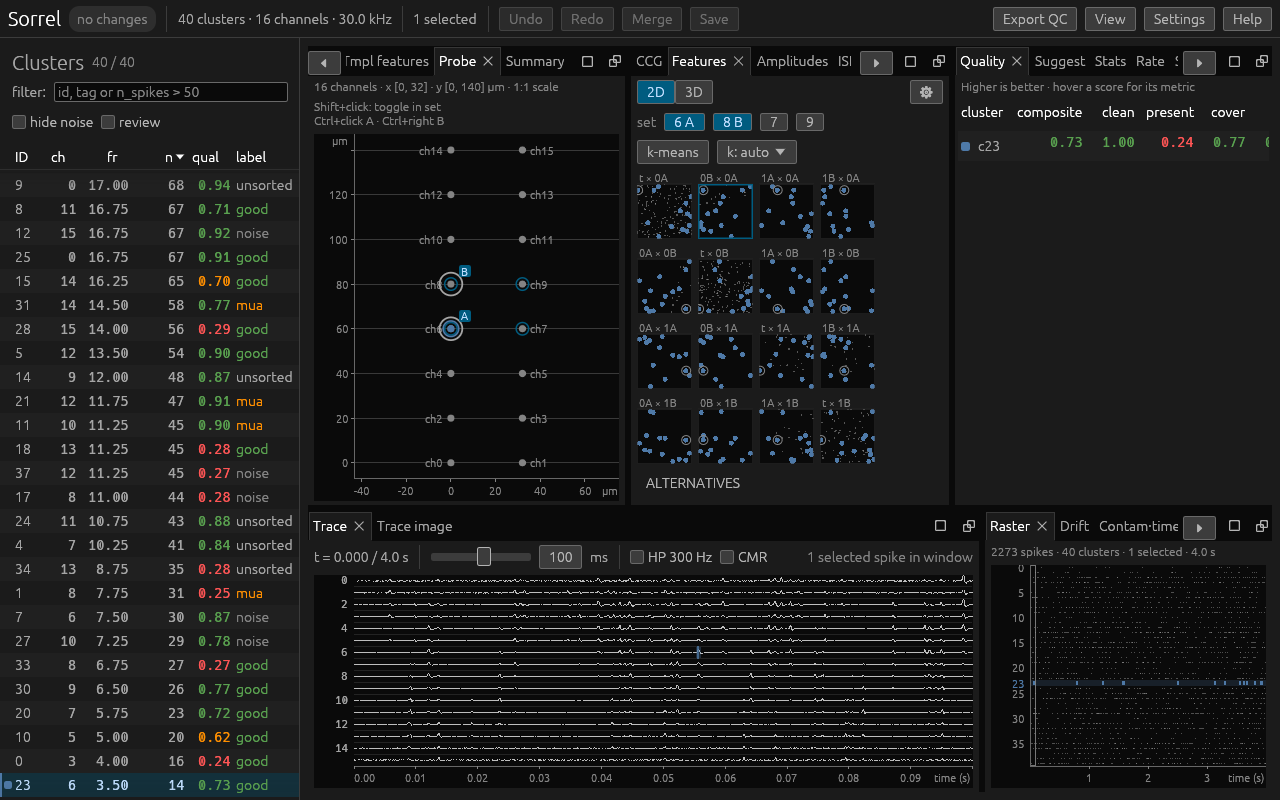 Sorrel no changes 40 clusters · 16 channels · 30.0 kHz 1 selected Undo Redo Merge Save Export QC View Settings Help
Clusters 40 / 40
filter: id, tag or n_spikes > 50
hide noise review
ID ch fr n qual label
9 0 17.00 68 0.94 unsorted
8 11 16.75 67 0.71 good
12 15 16.75 67 0.92 noise
25 0 16.75 67 0.91 good
15 14 16.25 65 0.70 good
31 14 14.50 58 0.77 mua
28 15 14.00 56 0.29 good
5 12 13.50 54 0.90 good
14 9 12.00 48 0.87 unsorted
21 12 11.75 47 0.91 mua
11 10 11.25 45 0.90 mua
18 13 11.25 45 0.28 good
37 12 11.25 45 0.27 noise
17 8 11.00 44 0.28 noise
24 11 10.75 43 0.88 unsorted
4 7 10.25 41 0.84 unsorted
34 13 8.75 35 0.28 unsorted
1 8 7.75 31 0.25 mua
7 6 7.50 30 0.87 noise
27 10 7.25 29 0.78 noise
33 8 6.75 27 0.27 good
30 9 6.50 26 0.77 good
20 7 5.75 23 0.72 good
10 5 5.00 20 0.62 good
0 3 4.00 16 0.24 good
23 6 3.50 14 0.73 good
Tmpl features Probe Summary
16 channels · x [0, 32] · y [0, 140] µm · 1:1 scale
Shift+click: toggle in set
Ctrl+click A · Ctrl+right B
µm
ch14 ch15
120 ch12 ch13
100 ch10 ch11
B
80 ch8 ch9
A
60 ch6 ch7
40 ch4 ch5
20 ch2 ch3
0 ch0 ch1
-40 -20 0 20 40 60 µm
CCG Features Amplitudes ISI
2D 3D
set 6 A 8 B 7 9
k-means k: auto
t × 0A 0B × 0A 1A × 0A 1B × 0A
0A × 0B t × 0B 1A × 0B 1B × 0B
0A × 1A 0B × 1A t × 1A 1B × 1A
0A × 1B 0B × 1B 1A × 1B t × 1B
ALTERNATIVES
Quality Suggest Stats Rate
Higher is better · hover a score for its metric
cluster composite clean present cover
c23 0.73 1.00 0.24 0.77
Trace Trace image
t = 0.000 / 4.0 s 100 ms HP 300 Hz CMR 1 selected spike in window
0
2
4
6
8
10
12
14
0.00 0.01 0.02 0.03 0.04 0.05 0.06 0.07 0.08 0.09 time (s)
Raster Drift Contam·time
2273 spikes · 40 clusters · 1 selected · 4.0 s
0
5
10
15
20
23
25
30
35
1 2 3 time (s)